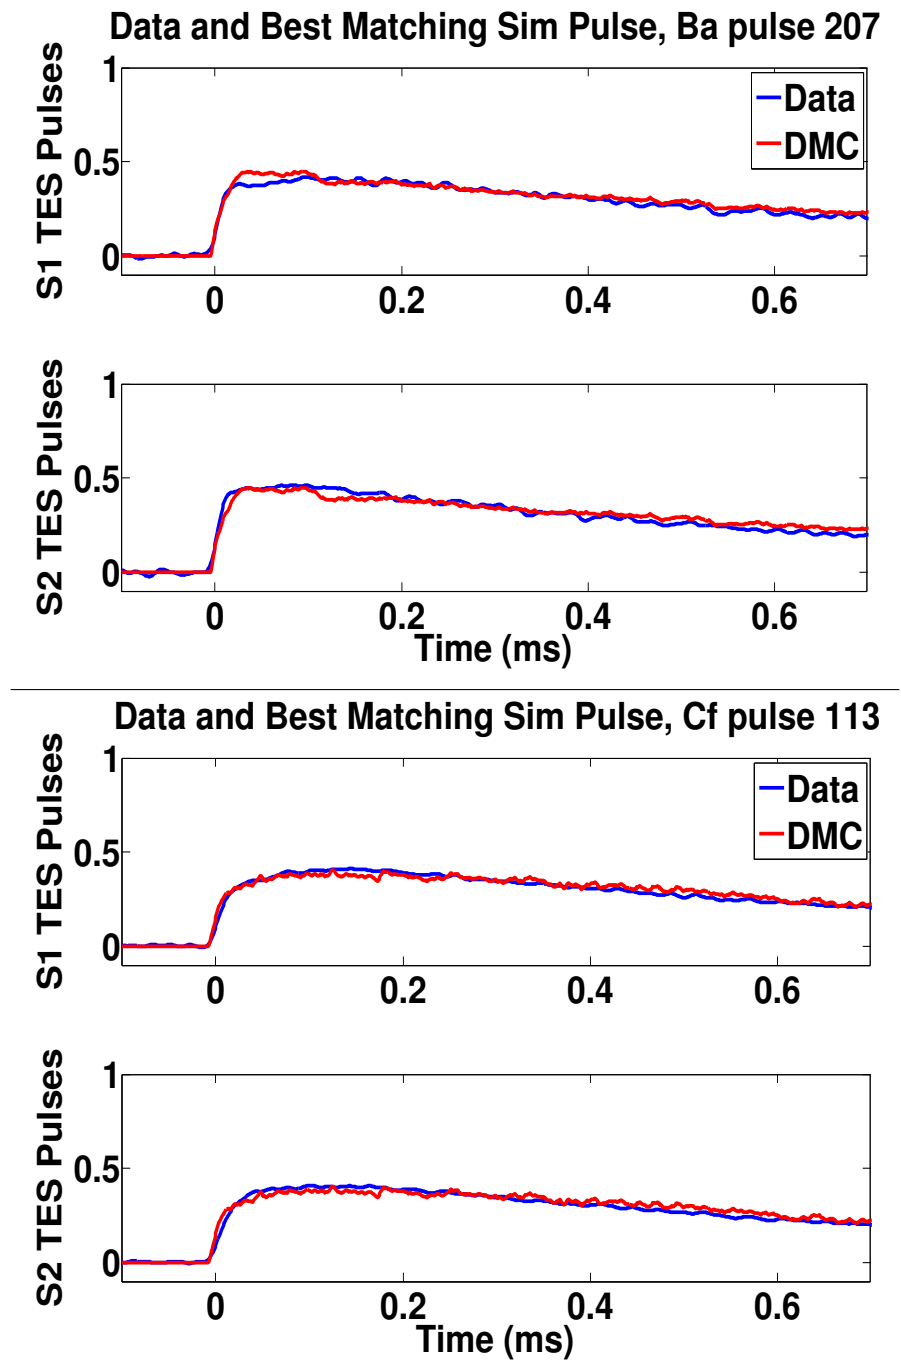 Data and Best Matching Sim Pulse, Ba pulse 207
S1 TES Pulses
1
0.5
0
Data
DMC
0 0.2 0.4 0.6
S2 TES Pulses
1
0.5
0
0 0.2 0.4 0.6
Time (ms)
Data and Best Matching Sim Pulse, Cf pulse 113
S1 TES Pulses
1
0.5
0
Data
DMC
0 0.2 0.4 0.6
S2 TES Pulses
1
0.5
0
0 0.2 0.4 0.6
Time (ms)